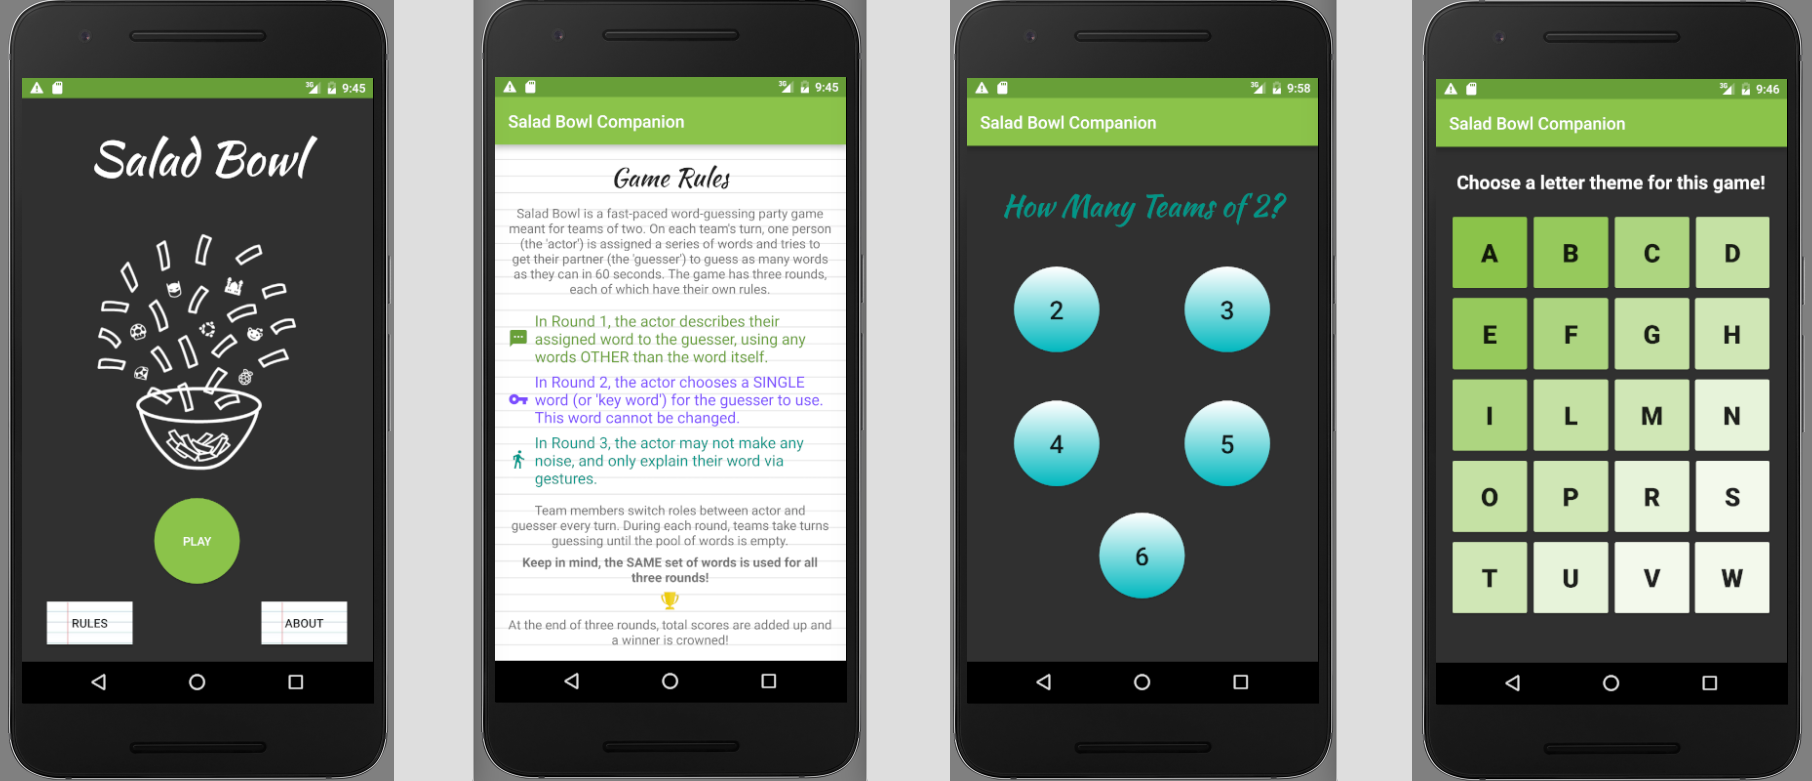 3G 9:45
Salad Bowl
PLAY
RULES
ABOUT
3G 9:45
Salad Bowl Companion
Game Rules
Salad Bowl is a fast-paced word-guessing party game
meant for teams of two. On each team's turn, one person
(the 'actor') is assigned a series of words and tries to
get their partner (the 'guesser') to guess as many words
as they can in 60 seconds. The game has three rounds,
each of which have their own rules.
In Round 1, the actor describes their
assigned word to the guesser, using any
words OTHER than the word itself.
In Round 2, the actor chooses a SINGLE
word (or 'key word') for the guesser to use.
This word cannot be changed.
In Round 3, the actor may not make any
noise, and only explain their word via
gestures.
Team members switch roles between actor and
guesser every turn. During each round, teams take turns
guessing until the pool of words is empty.
Keep in mind, the SAME set of words is used for all
three rounds!
At the end of three rounds, total scores are added up and
a winner is crowned!
3G 9:58
Salad Bowl Companion
How Many Teams of 2?
2 3
4 5
6
3G 9:46
Salad Bowl Companion
Choose a letter theme for this game!
A B C D
E F G H
I L M N
O P R S
T U V W